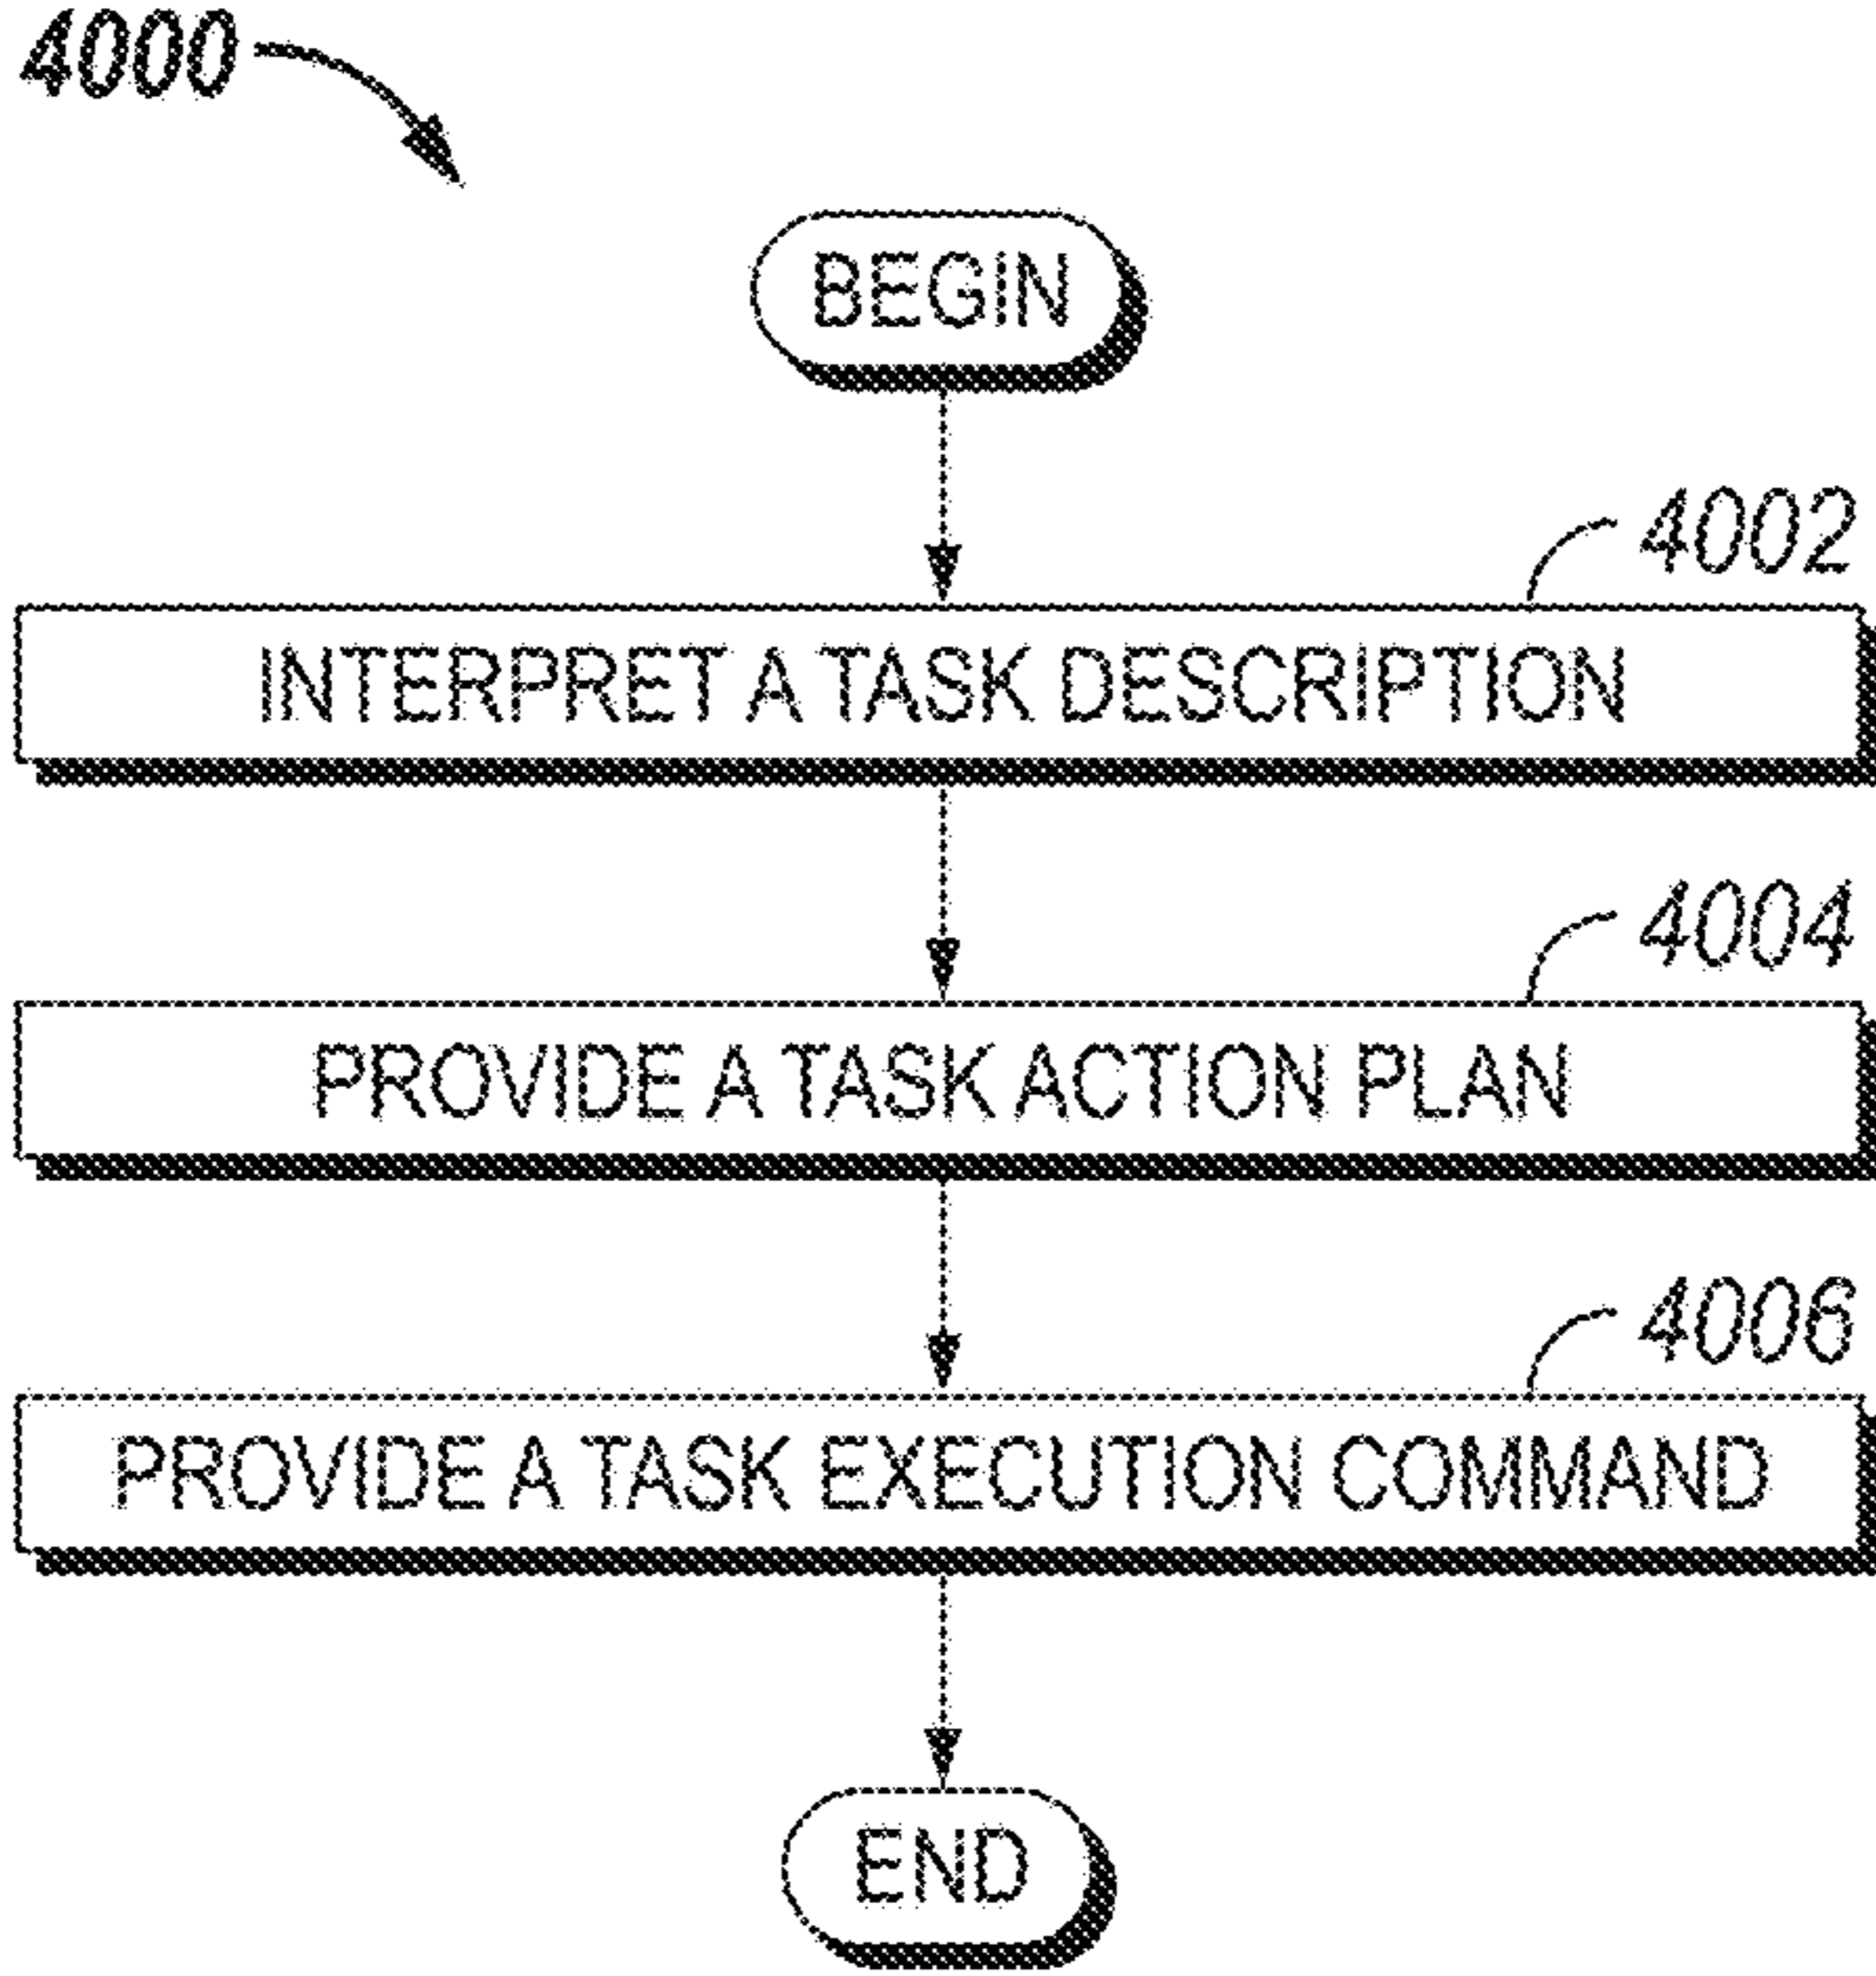 4000
BEGIN
4002
INTERPRET A TASK DESCRIPTION
4004
PROVIDE A TASK ACTION PLAN
4006
PROVIDE A TASK EXECUTION COMMAND
END